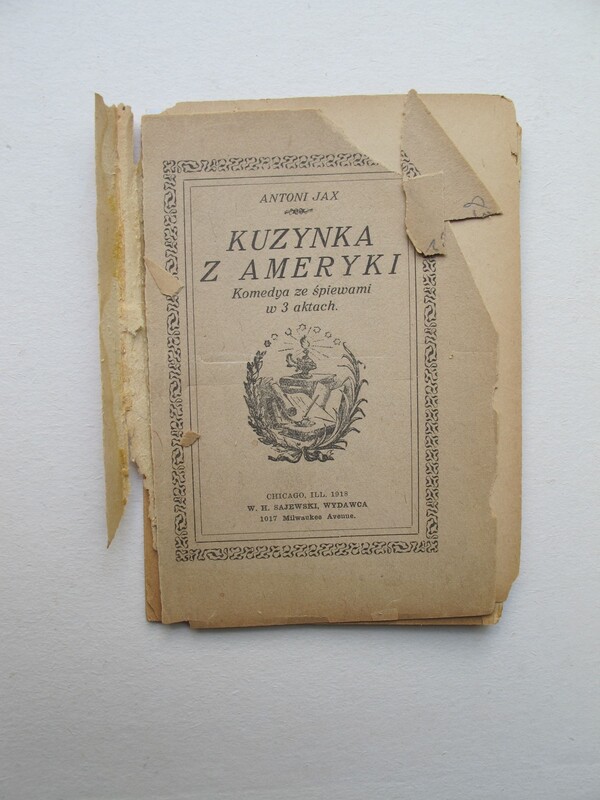 ANTONI JAX
KUZYNKA
Z AMERYKI
Komedya ze śpiewami
w 3 aktach.
CHICAGO, ILL. 1918
W. H. SAJEWSKI, WYDAWCA
1017 Milwaukee Avenue.